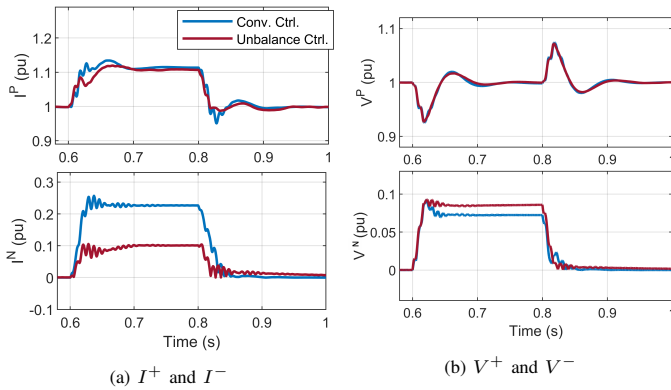 Conv. Ctrl.
Unbalance Ctrl.
I^P (pu)
1.2
1.1
1
0.9
0.6 0.7 0.8 0.9 1
I^N (pu)
0.3
0.2
0.1
0
-0.1
0.6 0.7 0.8 0.9 1
Time (s)
(a) I^+ and I^−
V^P (pu)
1.1
1
0.9
0.6 0.7 0.8 0.9 1
V^N (pu)
0.1
0.05
0
0.6 0.7 0.8 0.9 1
Time (s)
(b) V^+ and V^−